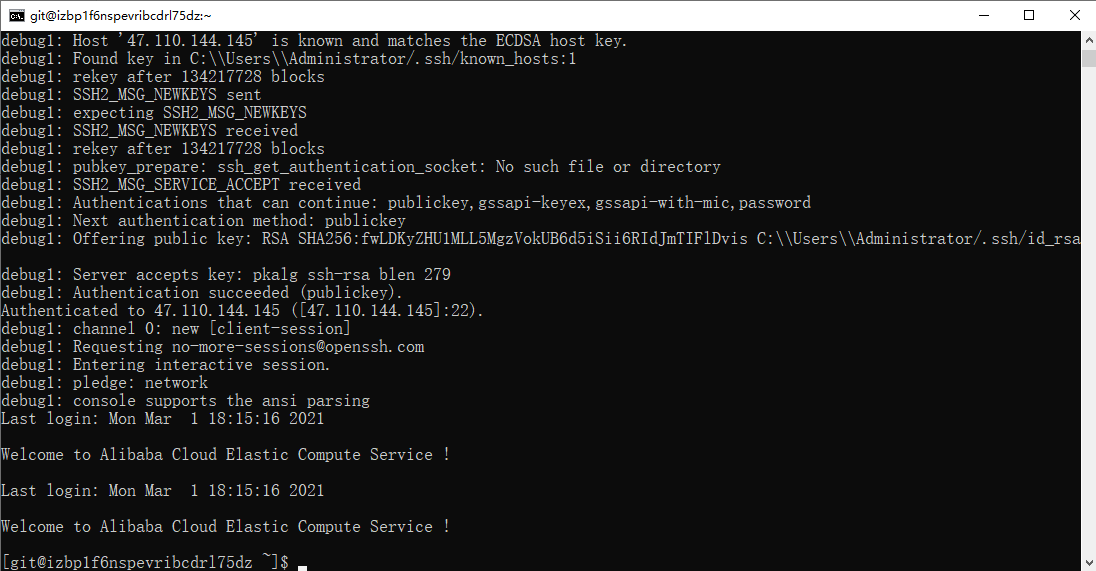 git@izbp1f6nspevribcdrl75dz:~
debug1: Host '47.110.144.145' is known and matches the ECDSA host key.
debug1: Found key in C:\\Users\\Administrator/.ssh/known_hosts:1
debug1: rekey after 134217728 blocks
debug1: SSH2_MSG_NEWKEYS sent
debug1: expecting SSH2_MSG_NEWKEYS
debug1: SSH2_MSG_NEWKEYS received
debug1: rekey after 134217728 blocks
debug1: pubkey_prepare: ssh_get_authentication_socket: No such file or directory
debug1: SSH2_MSG_SERVICE_ACCEPT received
debug1: Authentications that can continue: publickey,gssapi-keyex,gssapi-with-mic,password
debug1: Next authentication method: publickey
debug1: Offering public key: RSA SHA256:fwLDKyZHU1MLL5MgzVokUB6d5iSii6RIdJmTIFlDvis C:\\Users\\Administrator/.ssh/id_rsa
debug1: Server accepts key: pkalg ssh-rsa blen 279
debug1: Authentication succeeded (publickey).
Authenticated to 47.110.144.145 ([47.110.144.145]:22).
debug1: channel 0: new [client-session]
debug1: Requesting no-more-sessions@openssh.com
debug1: Entering interactive session.
debug1: pledge: network
debug1: console supports the ansi parsing
Last login: Mon Mar  1 18:15:16 2021
Welcome to Alibaba Cloud Elastic Compute Service !
Last login: Mon Mar  1 18:15:16 2021
Welcome to Alibaba Cloud Elastic Compute Service !
[git@izbp1f6nspevribcdrl75dz ~]$